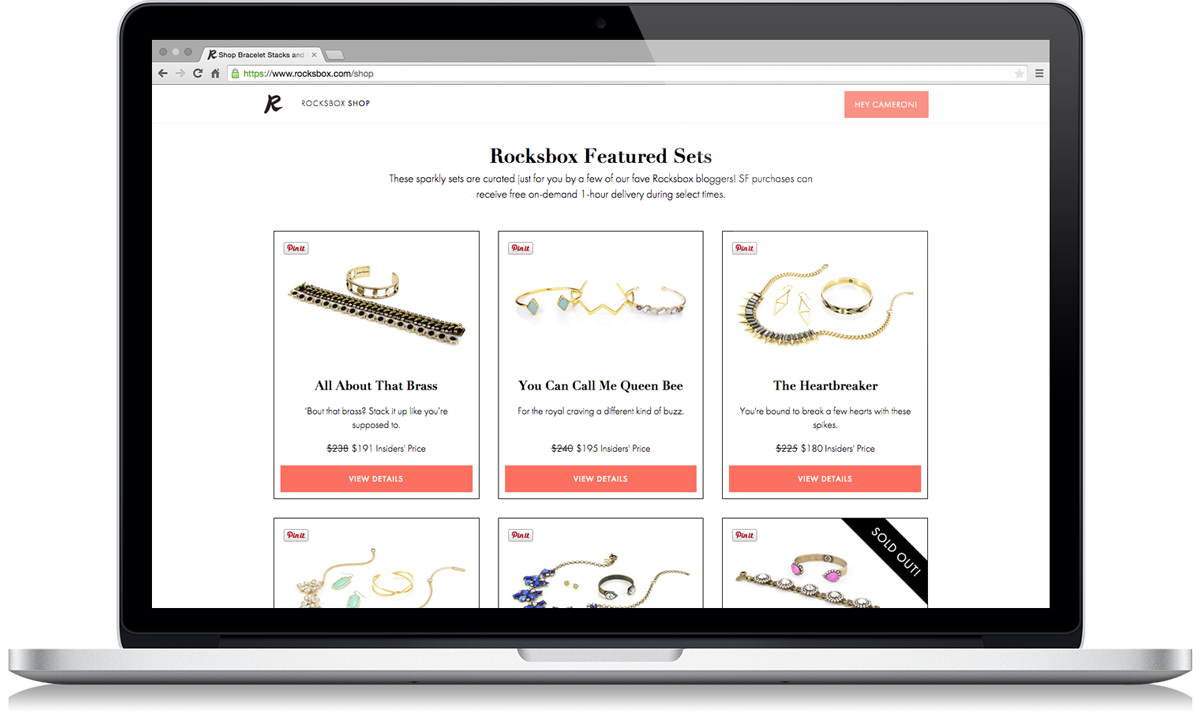 R Shop Bracelet Stacks and
https://www.rocksbox.com/shop
R ROCKSBOX SHOP
HEY CAMERON!
Rocksbox Featured Sets
These sparkly sets are curated just for you by a few of our fave Rocksbox bloggers! SF purchases can
receive free on-demand 1-hour delivery during select times.
Pin it
All About That Brass
'Bout that brass? Stack it up like you're
supposed to.
$238 $191 Insiders' Price
VIEW DETAILS
Pin it
You Can Call Me Queen Bee
For the royal craving a different kind of buzz.
$240 $195 Insiders' Price
VIEW DETAILS
Pin it
The Heartbreaker
You're bound to break a few hearts with these
spikes.
$225 $180 Insiders' Price
VIEW DETAILS
Pin it
Pin it
Pin it
SOLD OUT!